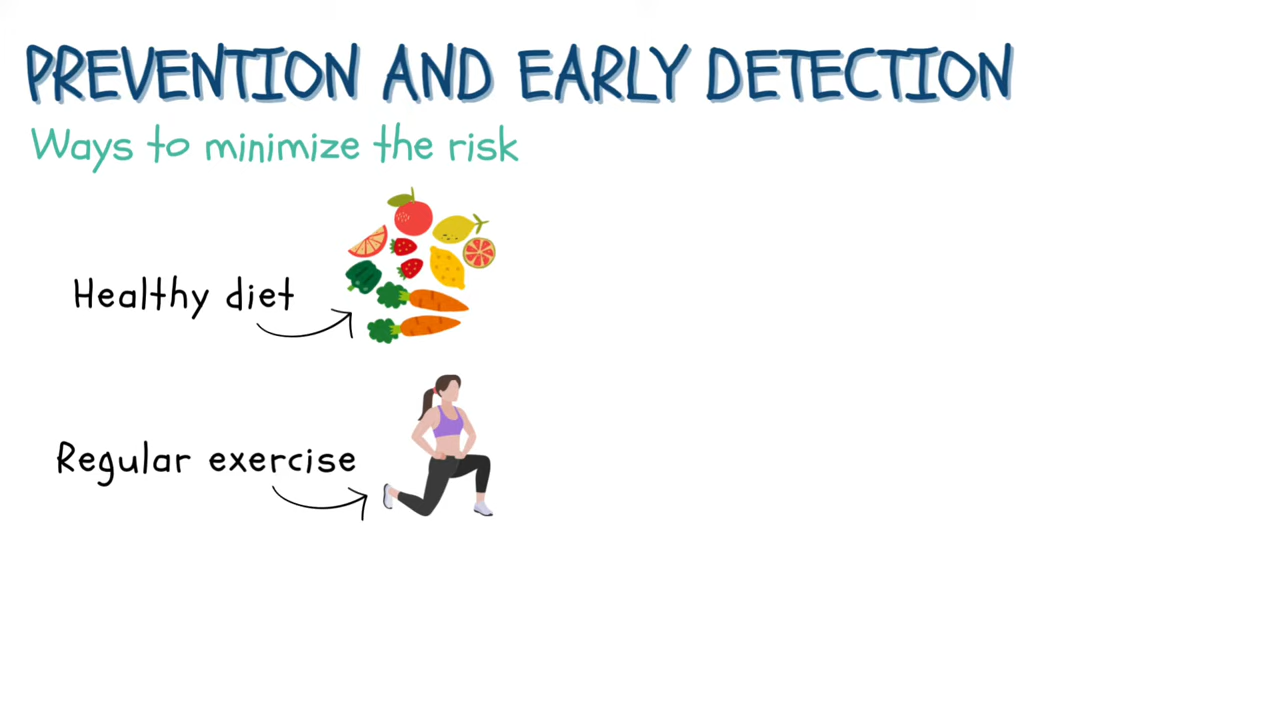 PREVENTION AND EARLY DETECTION
Ways to minimize the risk
Healthy diet
Regular exercise